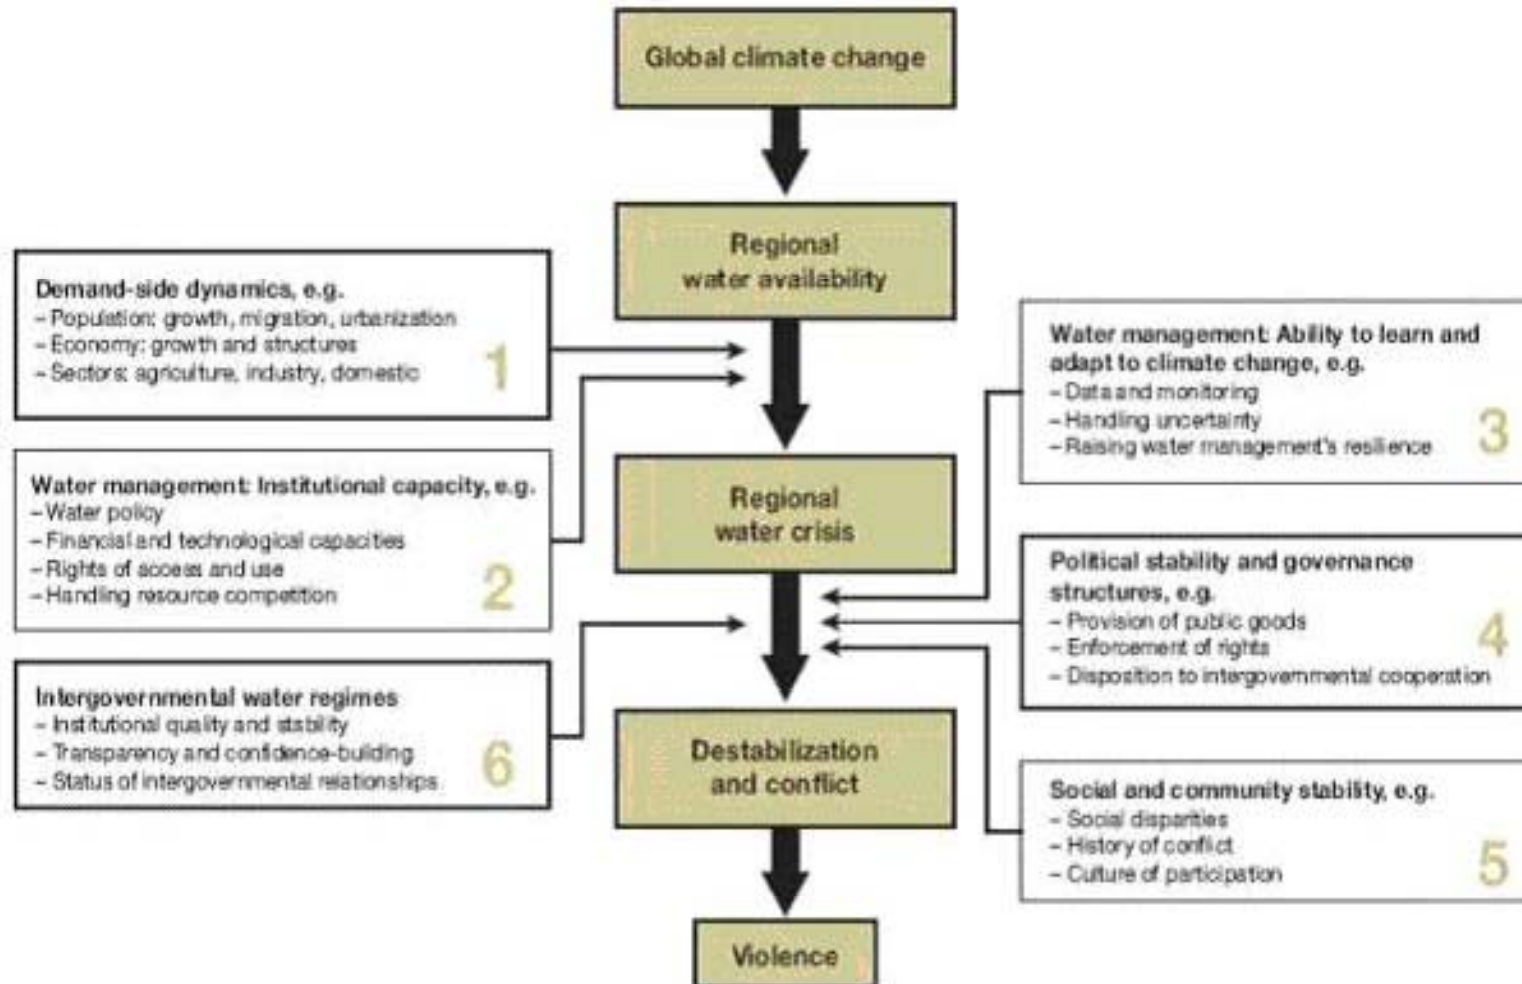 Global climate change
Regional
water availability
Demand-side dynamics, e.g.
– Population: growth, migration, urbanization
– Economy: growth and structures
– Sectors: agriculture, industry, domestic
1
Water management: Institutional capacity, e.g.
– Water policy
– Financial and technological capacities
– Rights of access and use
– Handling resource competition
2
Water management: Ability to learn and
adapt to climate change, e.g.
– Data and monitoring
– Handling uncertainty
– Raising water management's resilience
3
Regional
water crisis
Political stability and governance
structures, e.g.
– Provision of public goods
– Enforcement of rights
– Disposition to intergovernmental cooperation
4
Intergovernmental water regimes
– Institutional quality and stability
– Transparency and confidence-building
– Status of intergovernmental relationships
6
Destabilization
and conflict
Social and community stability, e.g.
– Social disparities
– History of conflict
– Culture of participation
5
Violence